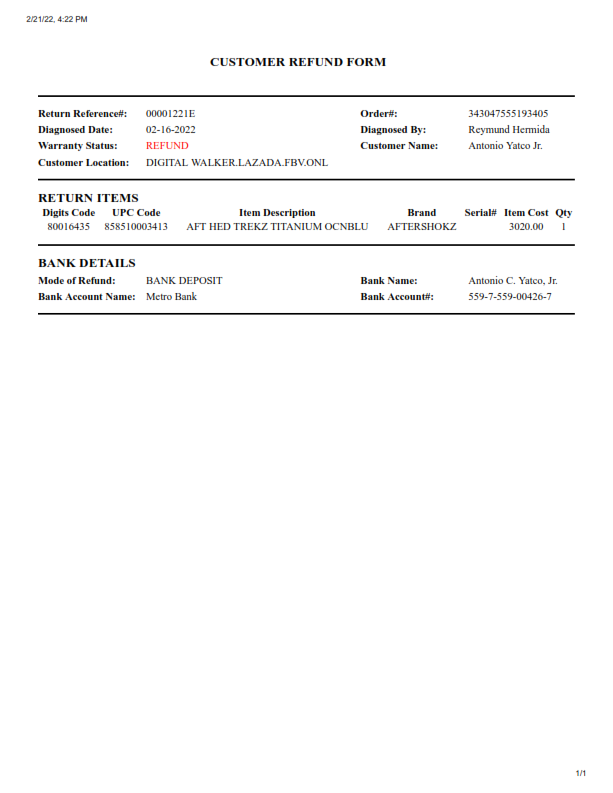 2/21/22, 4:22 PM
CUSTOMER REFUND FORM
Return Reference#: 00001221E Order#: 343047555193405
Diagnosed Date: 02-16-2022 Diagnosed By: Reymund Hermida
Warranty Status: REFUND Customer Name: Antonio Yatco Jr.
Customer Location: DIGITAL WALKER.LAZADA.FBV.ONL
RETURN ITEMS
Digits Code UPC Code Item Description Brand Serial# Item Cost Qty
80016435 858510003413 AFT HED TREKZ TITANIUM OCNBLU AFTERSHOKZ 3020.00 1
BANK DETAILS
Mode of Refund: BANK DEPOSIT Bank Name: Antonio C. Yatco, Jr.
Bank Account Name: Metro Bank Bank Account#: 559-7-559-00426-7
1/1